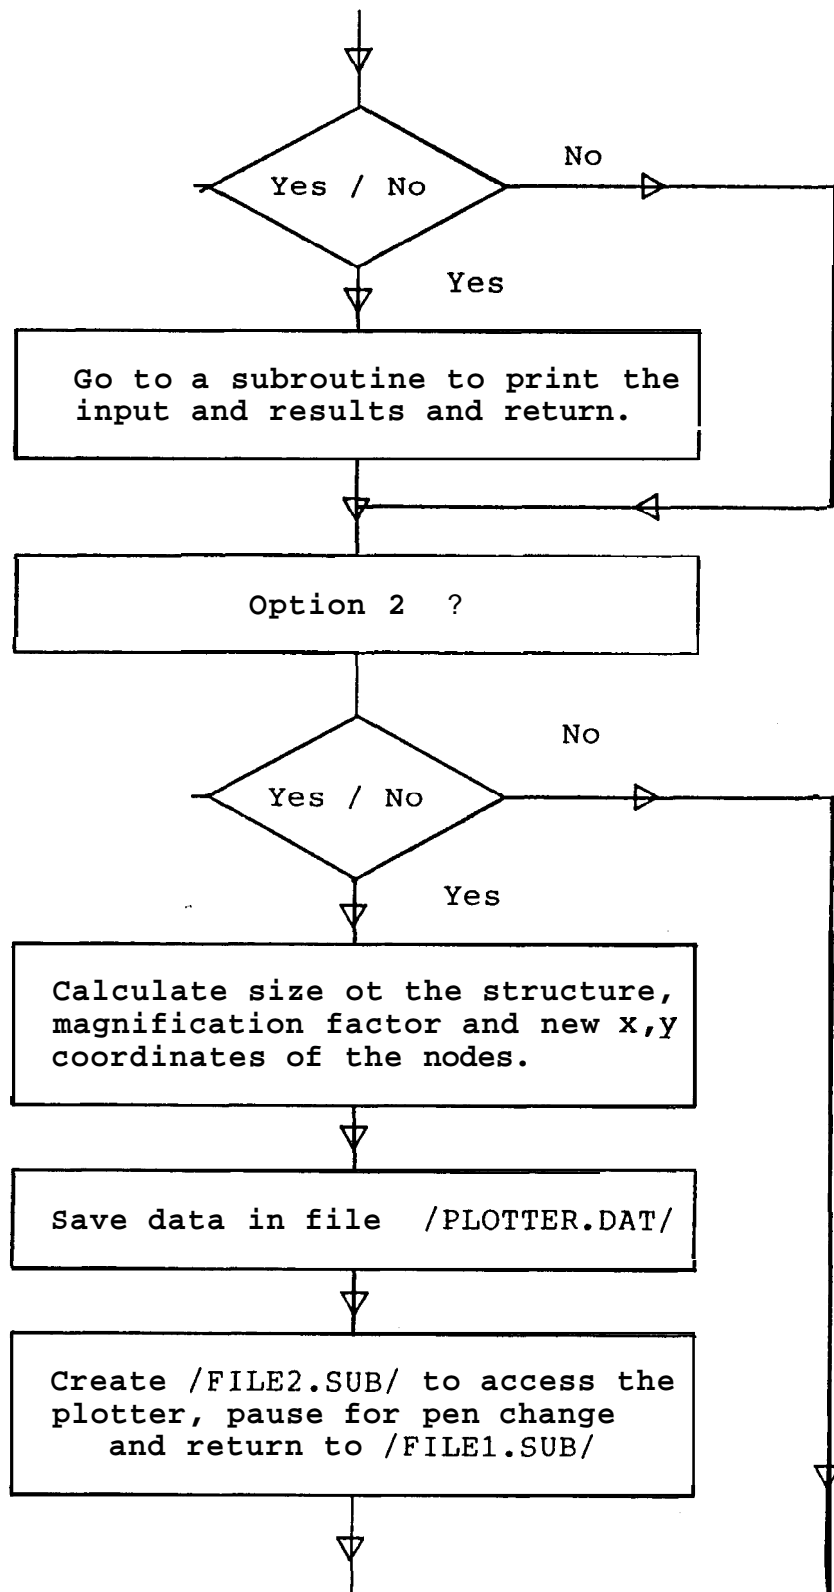 No
Yes / No
Yes
Go to a subroutine to print the
input and results and return.
Option 2 ?
No
Yes / No
Yes
Calculate size ot the structure,
magnification factor and new x,y
coordinates of the nodes.
Save data in file /PLOTTER.DAT/
Create /FILE2.SUB/ to access the
plotter, pause for pen change
and return to /FILE1.SUB/